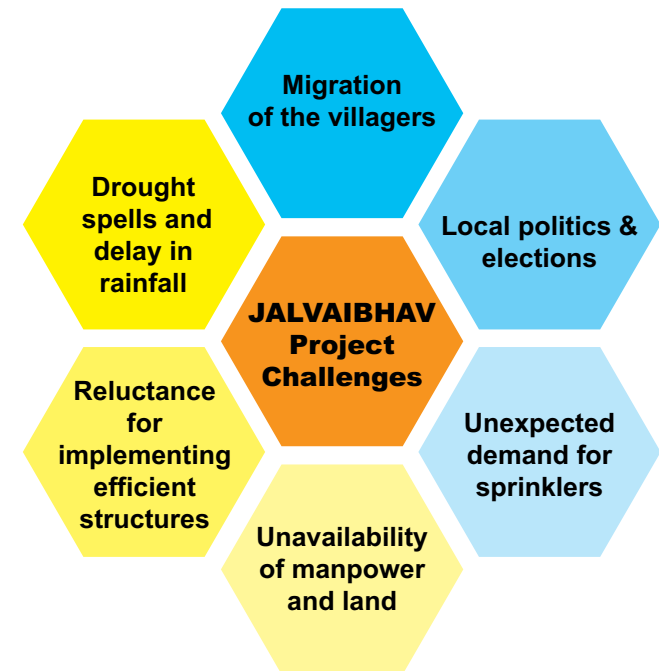 Migration
of the villagers
Local politics &
elections
Unexpected
demand for
sprinklers
Unavailability
of manpower
and land
Reluctance
for
implementing
efficient
structures
Drought
spells and
delay in
rainfall
JALVAIBHAV
Project
Challenges